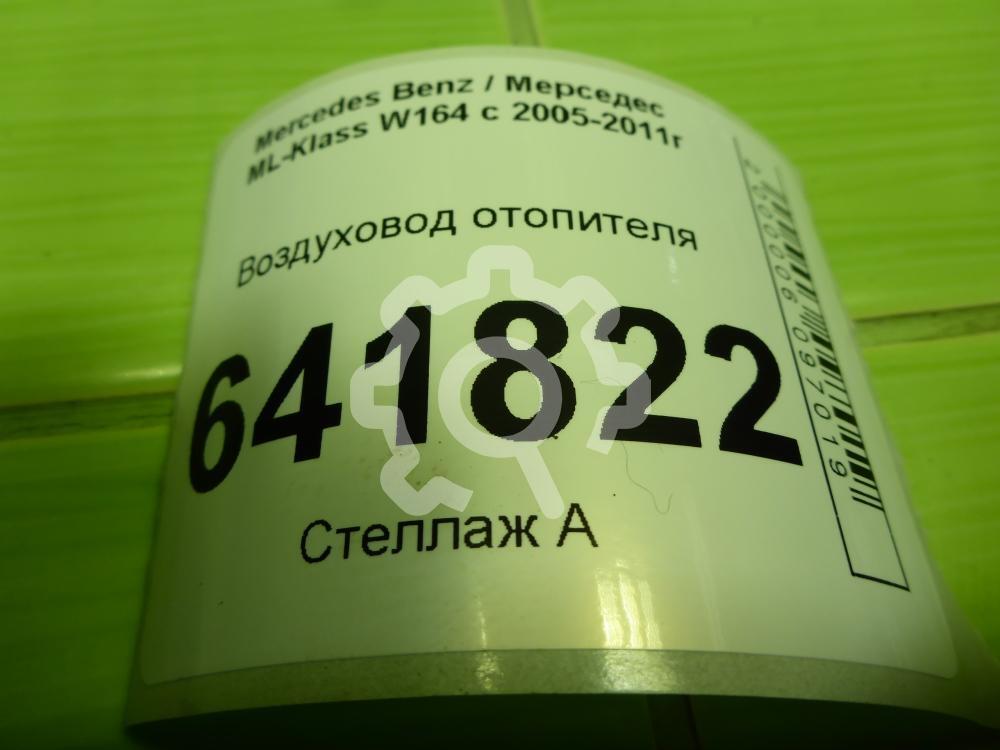 Mercedes Benz / Мерседес
ML-Klass W164 с 2005-2011г
Воздуховод отопителя
641822
Стеллаж А